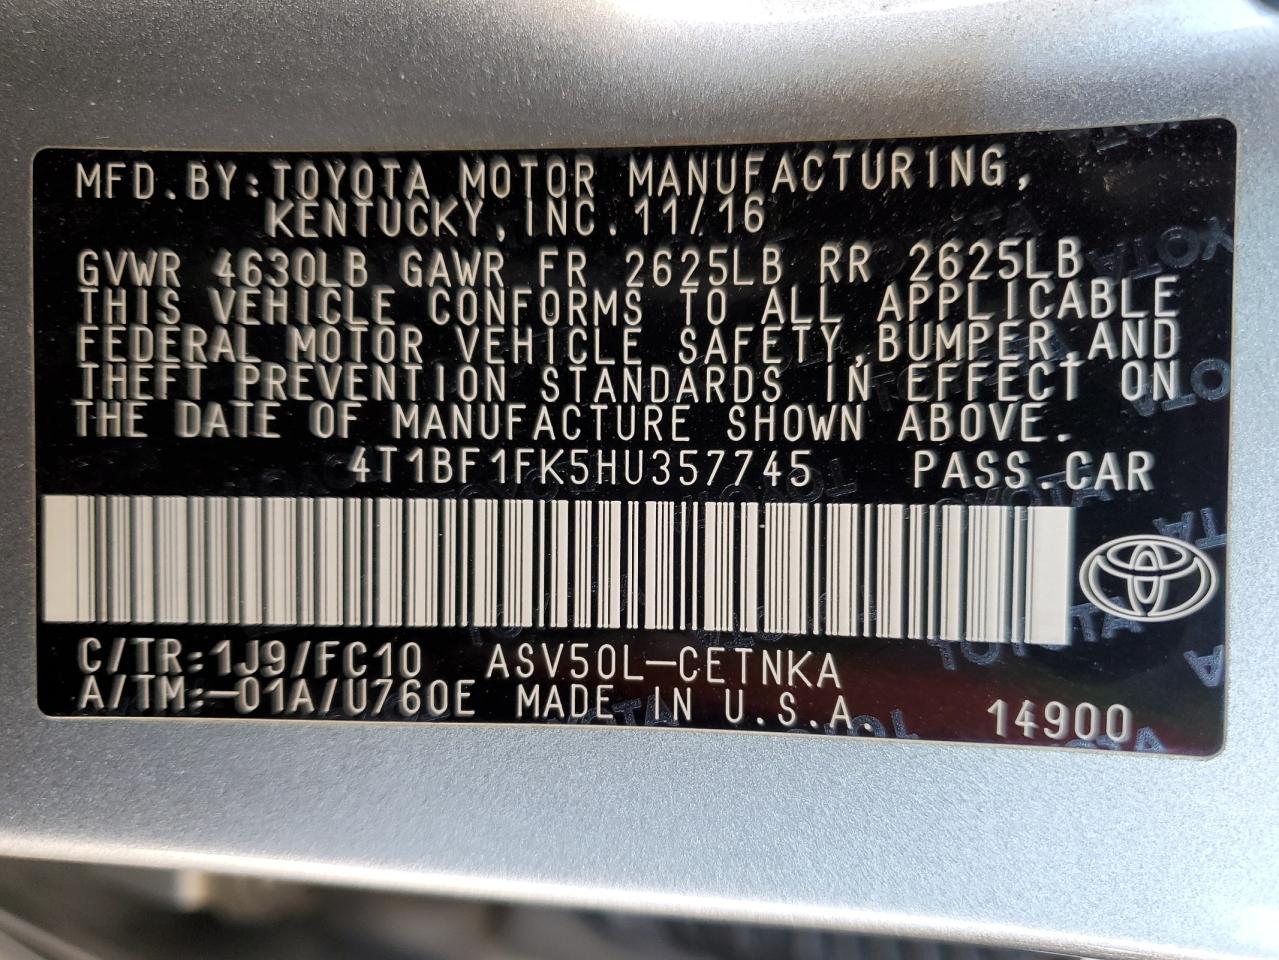 MFD.BY:TOYOTA MOTOR MANUFACTURING,
KENTUCKY,INC.11/16
GVWR 4630LB GAWR FR 2625LB RR 2625LB
THIS VEHICLE CONFORMS TO ALL APPLICABLE
FEDERAL MOTOR VEHICLE SAFETY,BUMPER,AND
THEFT PREVENTION STANDARDS IN EFFECT ON
THE DATE OF MANUFACTURE SHOWN ABOVE.
4T1BF1FK5HU357745 PASS.CAR
C/TR:1J9/FC10 ASV50L-CETNKA
A/TM:-01A/U760E MADE IN U.S.A. 14900